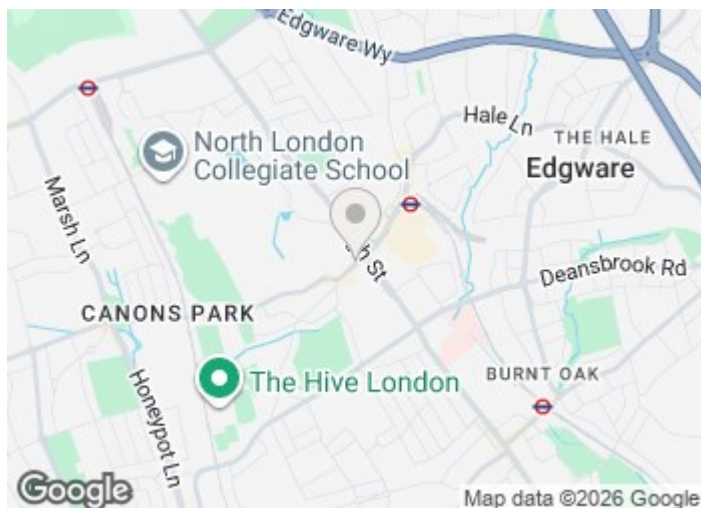 Edgware Wy
Hale Ln
THE HALE
Edgware
North London
Collegiate School
Marsh Ln
St
Deansbrook Rd
CANONS PARK
The Hive London
BURNT OAK
Honeypot Ln
Google
Map data ©2026 Google